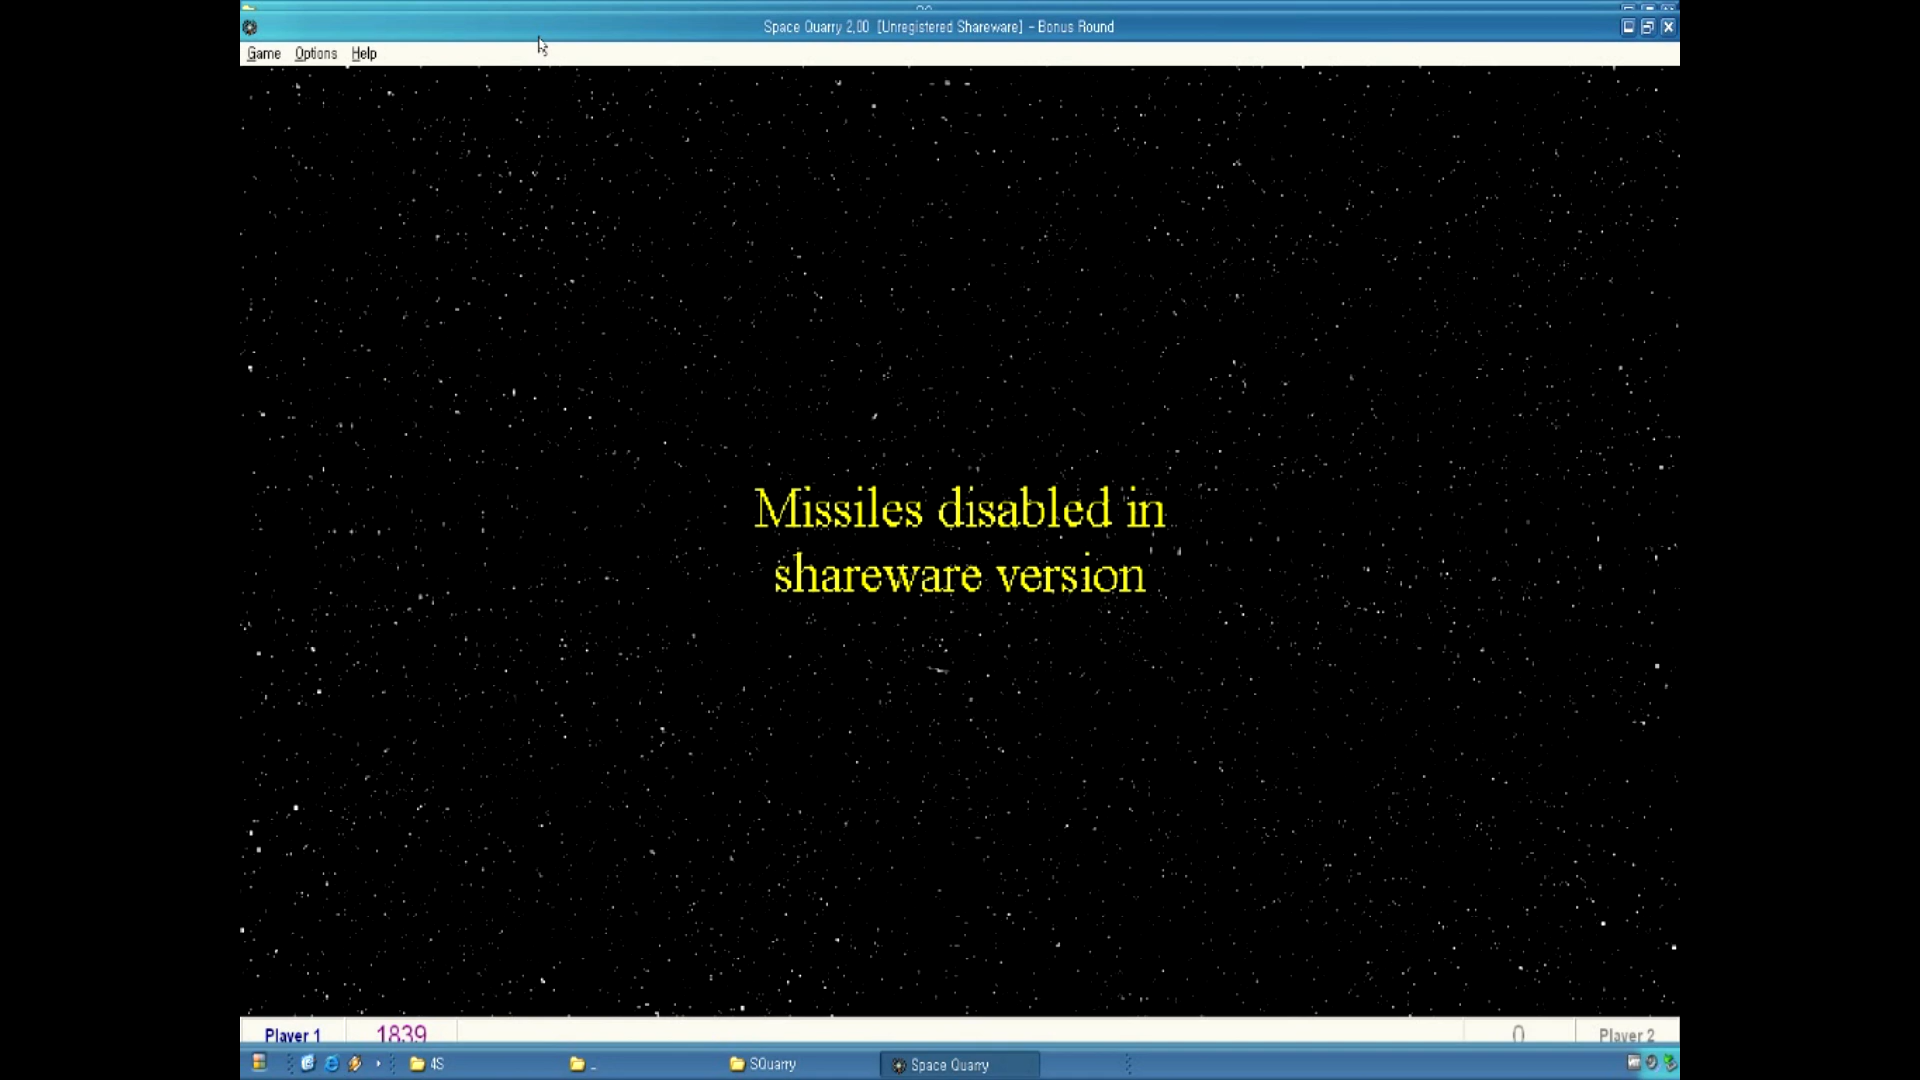 Space Quarry 2,00 [Unregistered Shareware] - Bonus Round
Game Options Help
Missiles disabled in
shareware version
Player 1 1839 0 Player 2
4S _ SQuarry Space Quarry